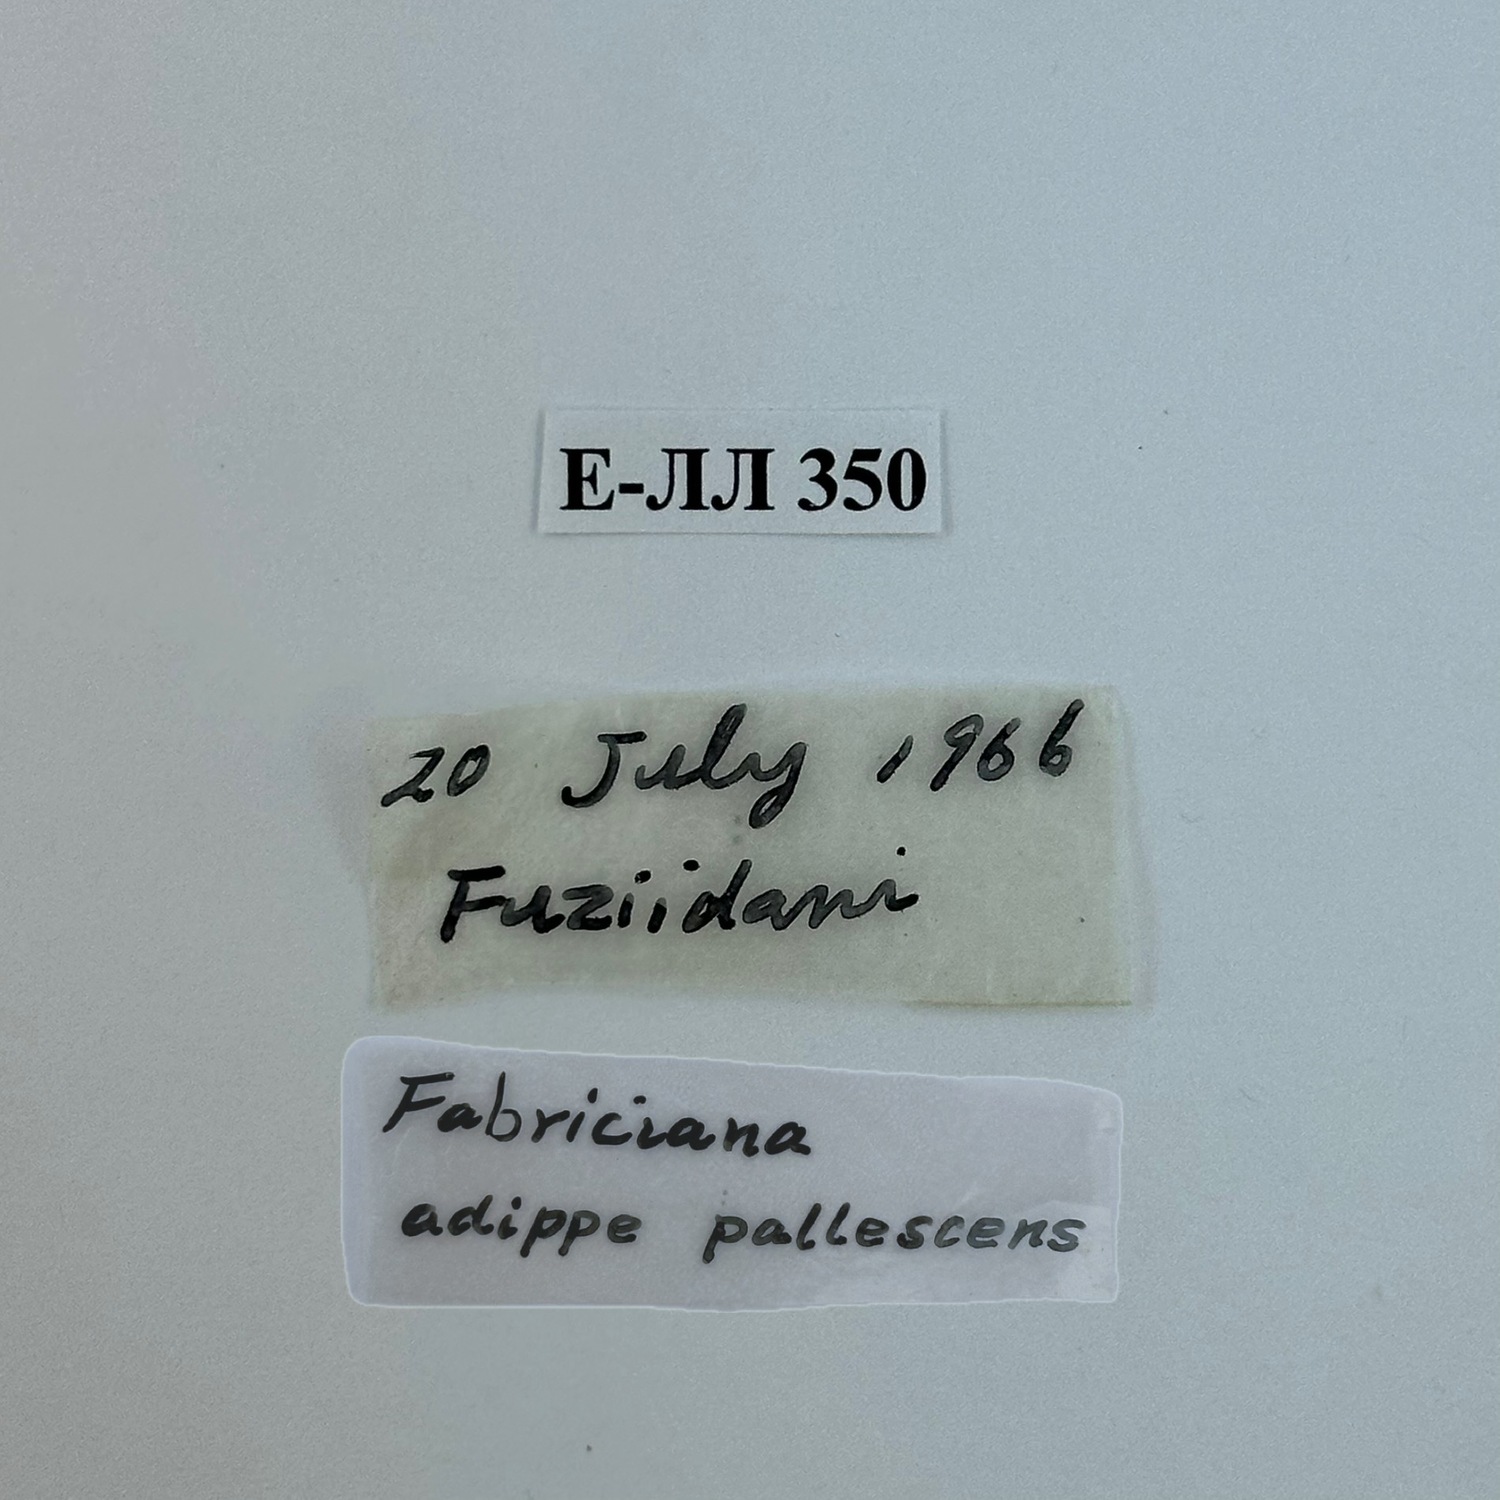 Е-ЛЛ 350
20 July 1966
Fuziidani
Fabriciana
adippe pallescens